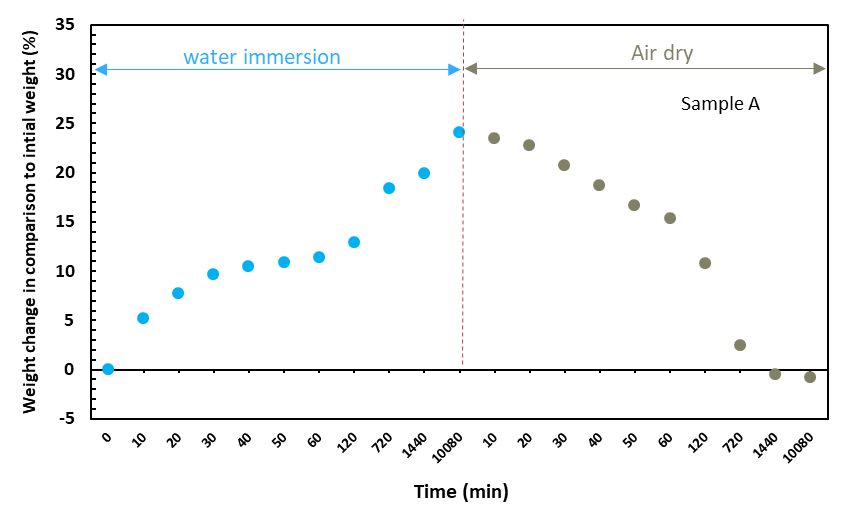 35
30
25
20
15
10
5
0
-5
Weight change in comparison to intial weight (%)
water immersion
Air dry
Sample A
0 10 20 30 40 50 60 120 720 1440 10080 10 20 30 40 50 60 120 720 1440 10080
Time (min)